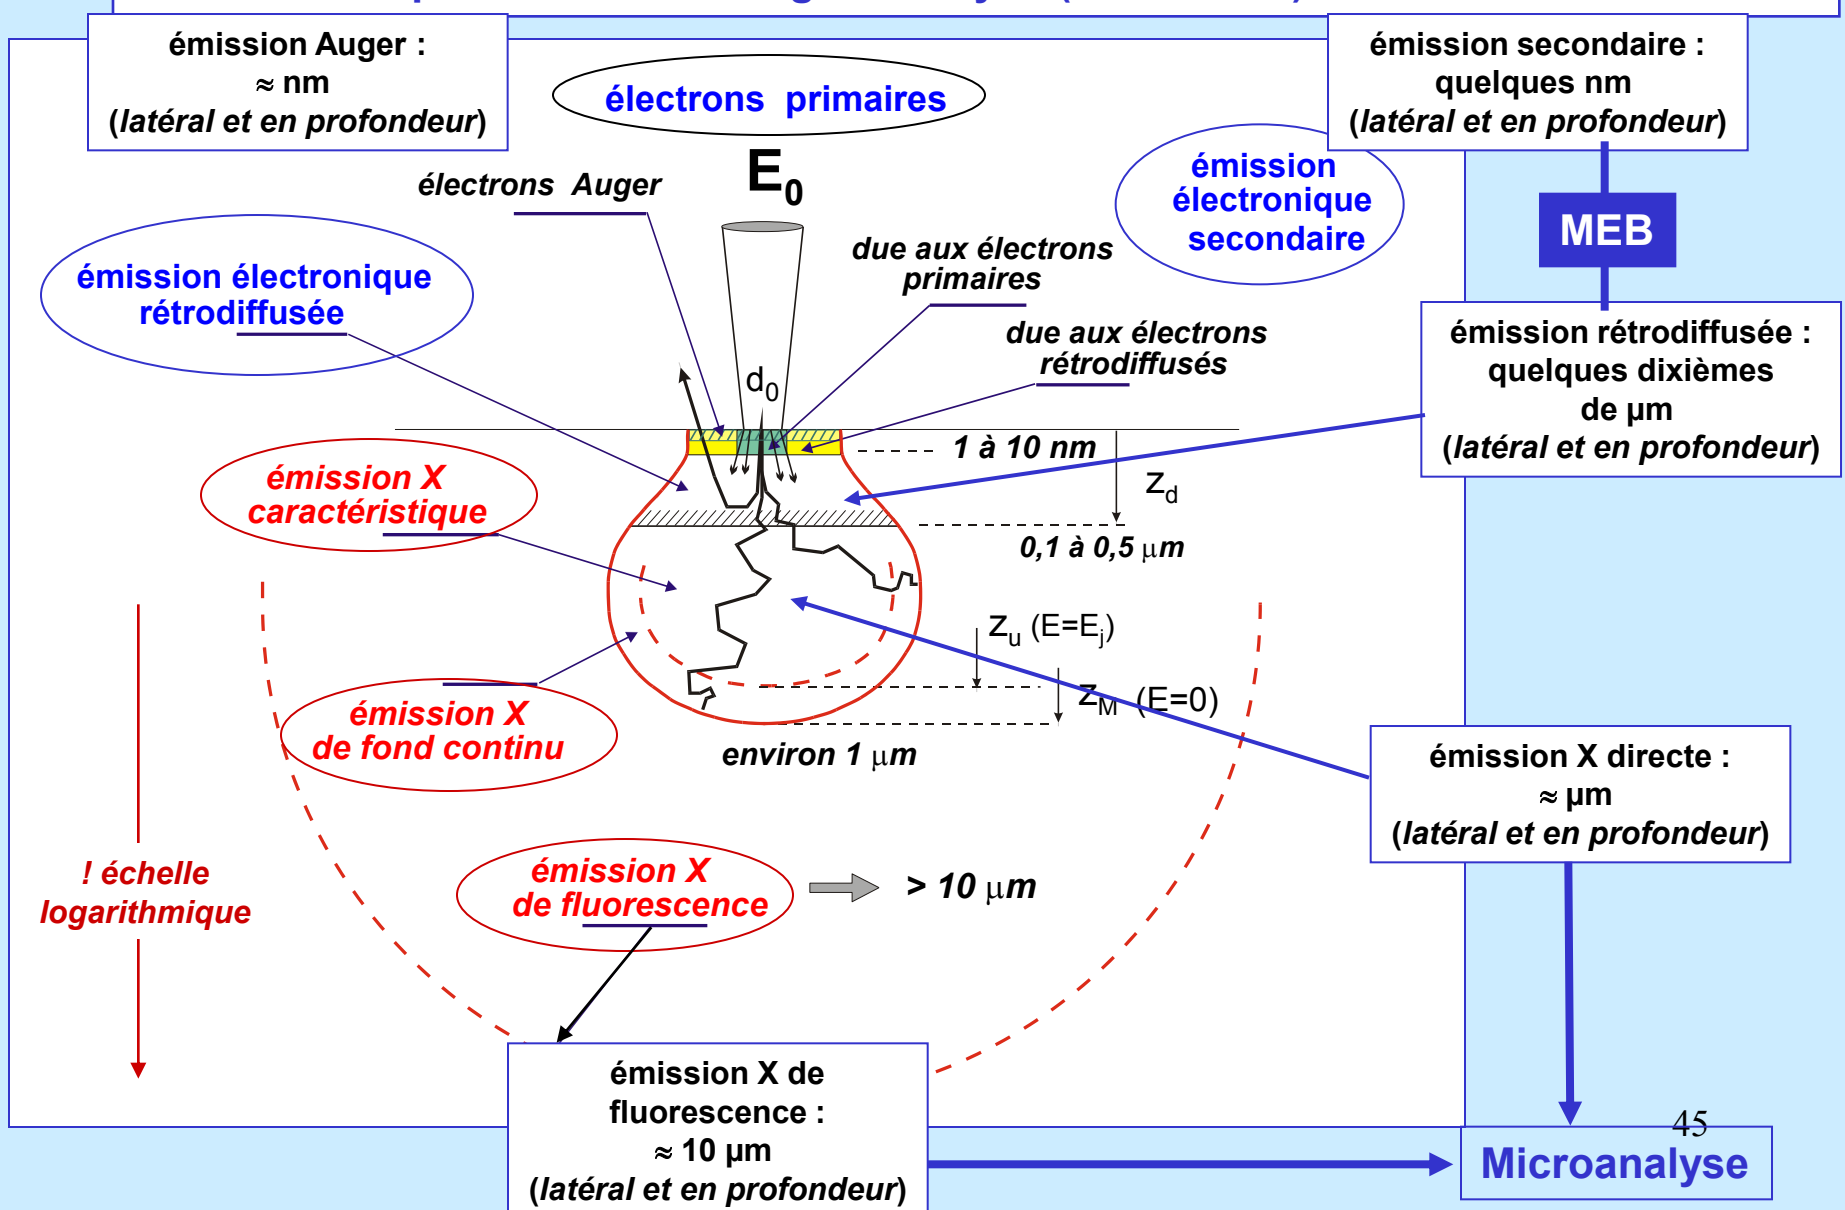 émission Auger :
≈ nm
(latéral et en profondeur)
électrons primaires
E0
émission secondaire :
quelques nm
(latéral et en profondeur)
électrons Auger
émission
électronique
secondaire
MEB
due aux électrons
primaires
émission électronique
rétrodiffusée
due aux électrons
rétrodiffusés
émission rétrodiffusée :
quelques dixièmes
de µm
(latéral et en profondeur)
d0
1 à 10 nm
zd
émission X
caractéristique
0,1 à 0,5 µm
zu (E=Ej)
zM (E=0)
émission X
de fond continu
environ 1 µm
émission X directe :
≈ µm
(latéral et en profondeur)
! échelle
logarithmique
émission X
de fluorescence
> 10 µm
émission X de
fluorescence :
≈ 10 µm
(latéral et en profondeur)
45
Microanalyse